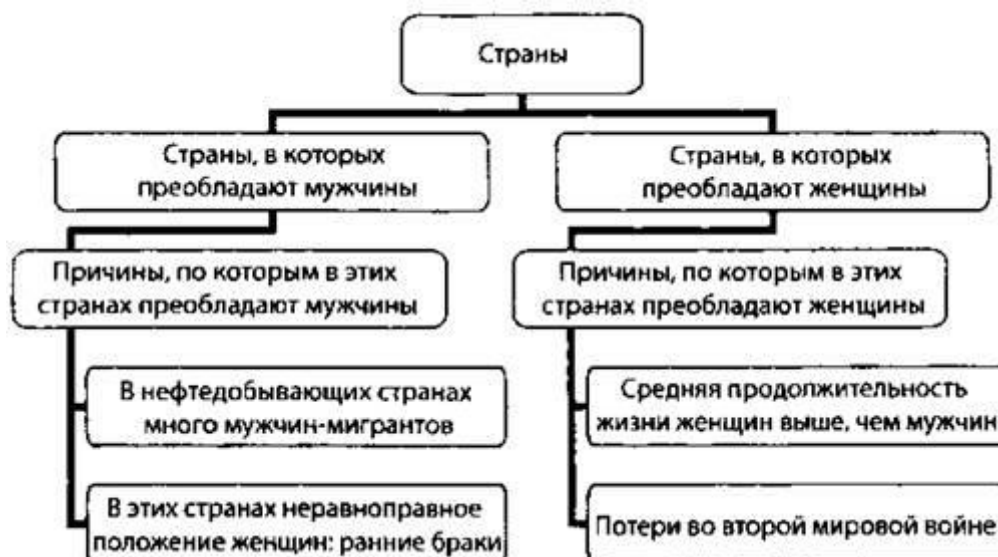 Страны
Страны, в которых
преобладают мужчины
Страны, в которых
преобладают женщины
Причины, по которым в этих
странах преобладают мужчины
Причины, по которым в этих
странах преобладают женщины
В нефтедобывающих странах
много мужчин-мигрантов
Средняя продолжительность
жизни женщин выше, чем мужчин
В этих странах неравноправное
положение женщин: ранние браки
Потери во второй мировой войне